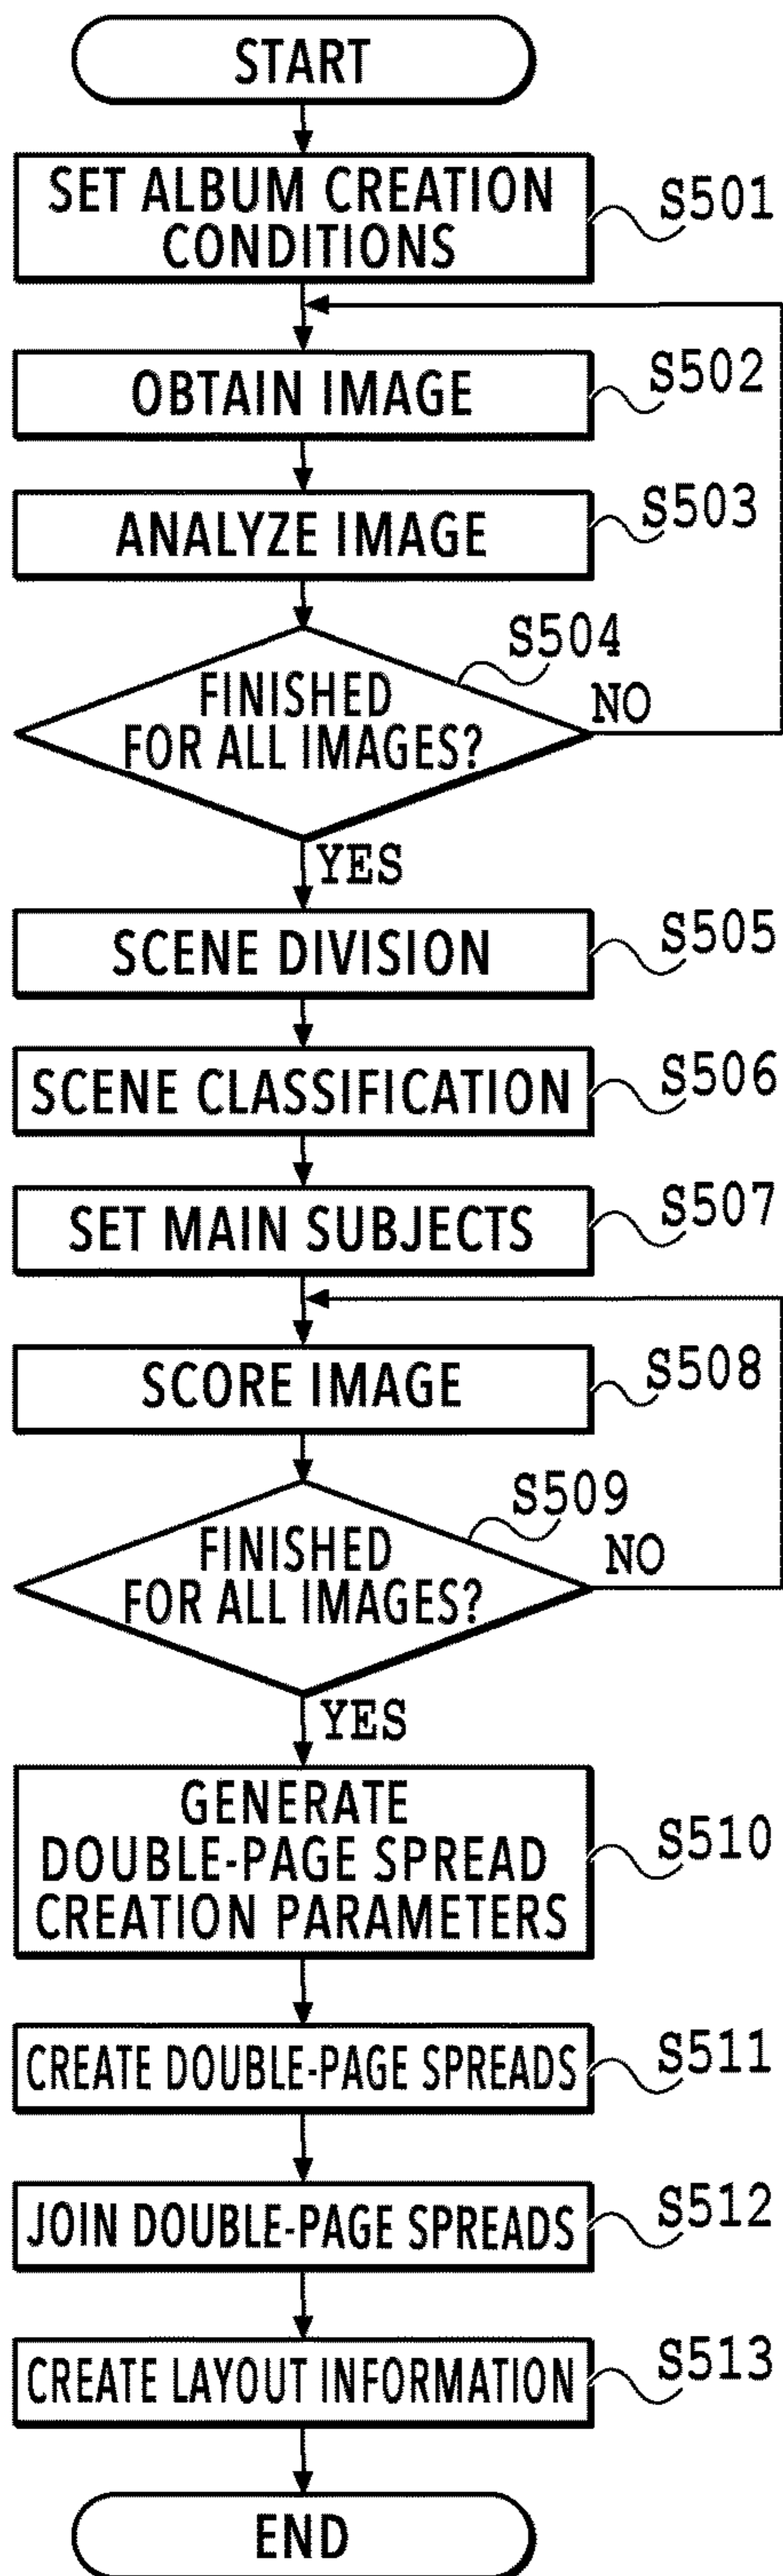 START
SET ALBUM CREATION
CONDITIONS
S501
OBTAIN IMAGE
S502
ANALYZE IMAGE
S503
S504
FINISHED
FOR ALL IMAGES?
NO
YES
SCENE DIVISION
S505
SCENE CLASSIFICATION
S506
SET MAIN SUBJECTS
S507
SCORE IMAGE
S508
S509
FINISHED
FOR ALL IMAGES?
NO
YES
GENERATE
DOUBLE-PAGE SPREAD
CREATION PARAMETERS
S510
CREATE DOUBLE-PAGE SPREADS
S511
JOIN DOUBLE-PAGE SPREADS
S512
CREATE LAYOUT INFORMATION
S513
END